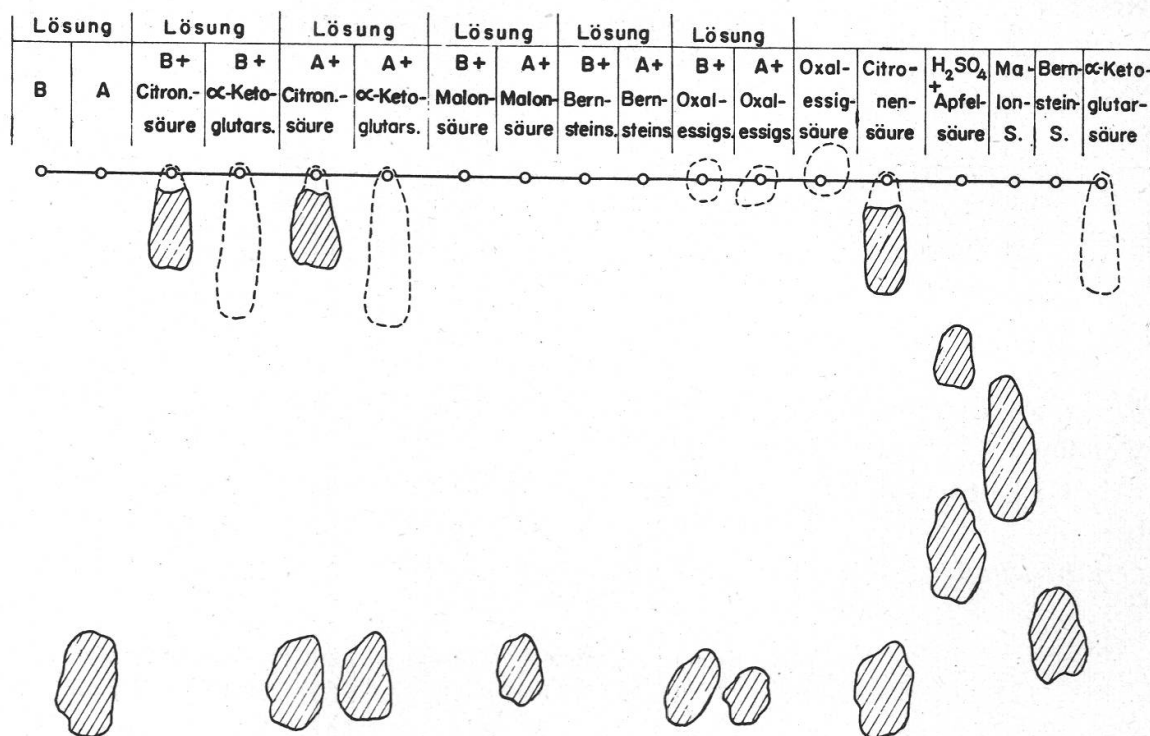 Lösung Lösung Lösung Lösung Lösung Lösung
B A B+ B+ A+ A+ B+ A+ B+ A+ B+ A+ Oxal- Citro- H2SO4 Ma- Bern- α-Keto-
Citron.- α-Keto- Citron.- α-Keto- Malon- Malon- Bern- Bern- Oxal- Oxal- essig- nen- + Apfel- lon- stein- glutar-
säure glutars. säure glutars. säure säure steins. steins. essigs. essigs. säure säure säure S. S. säure